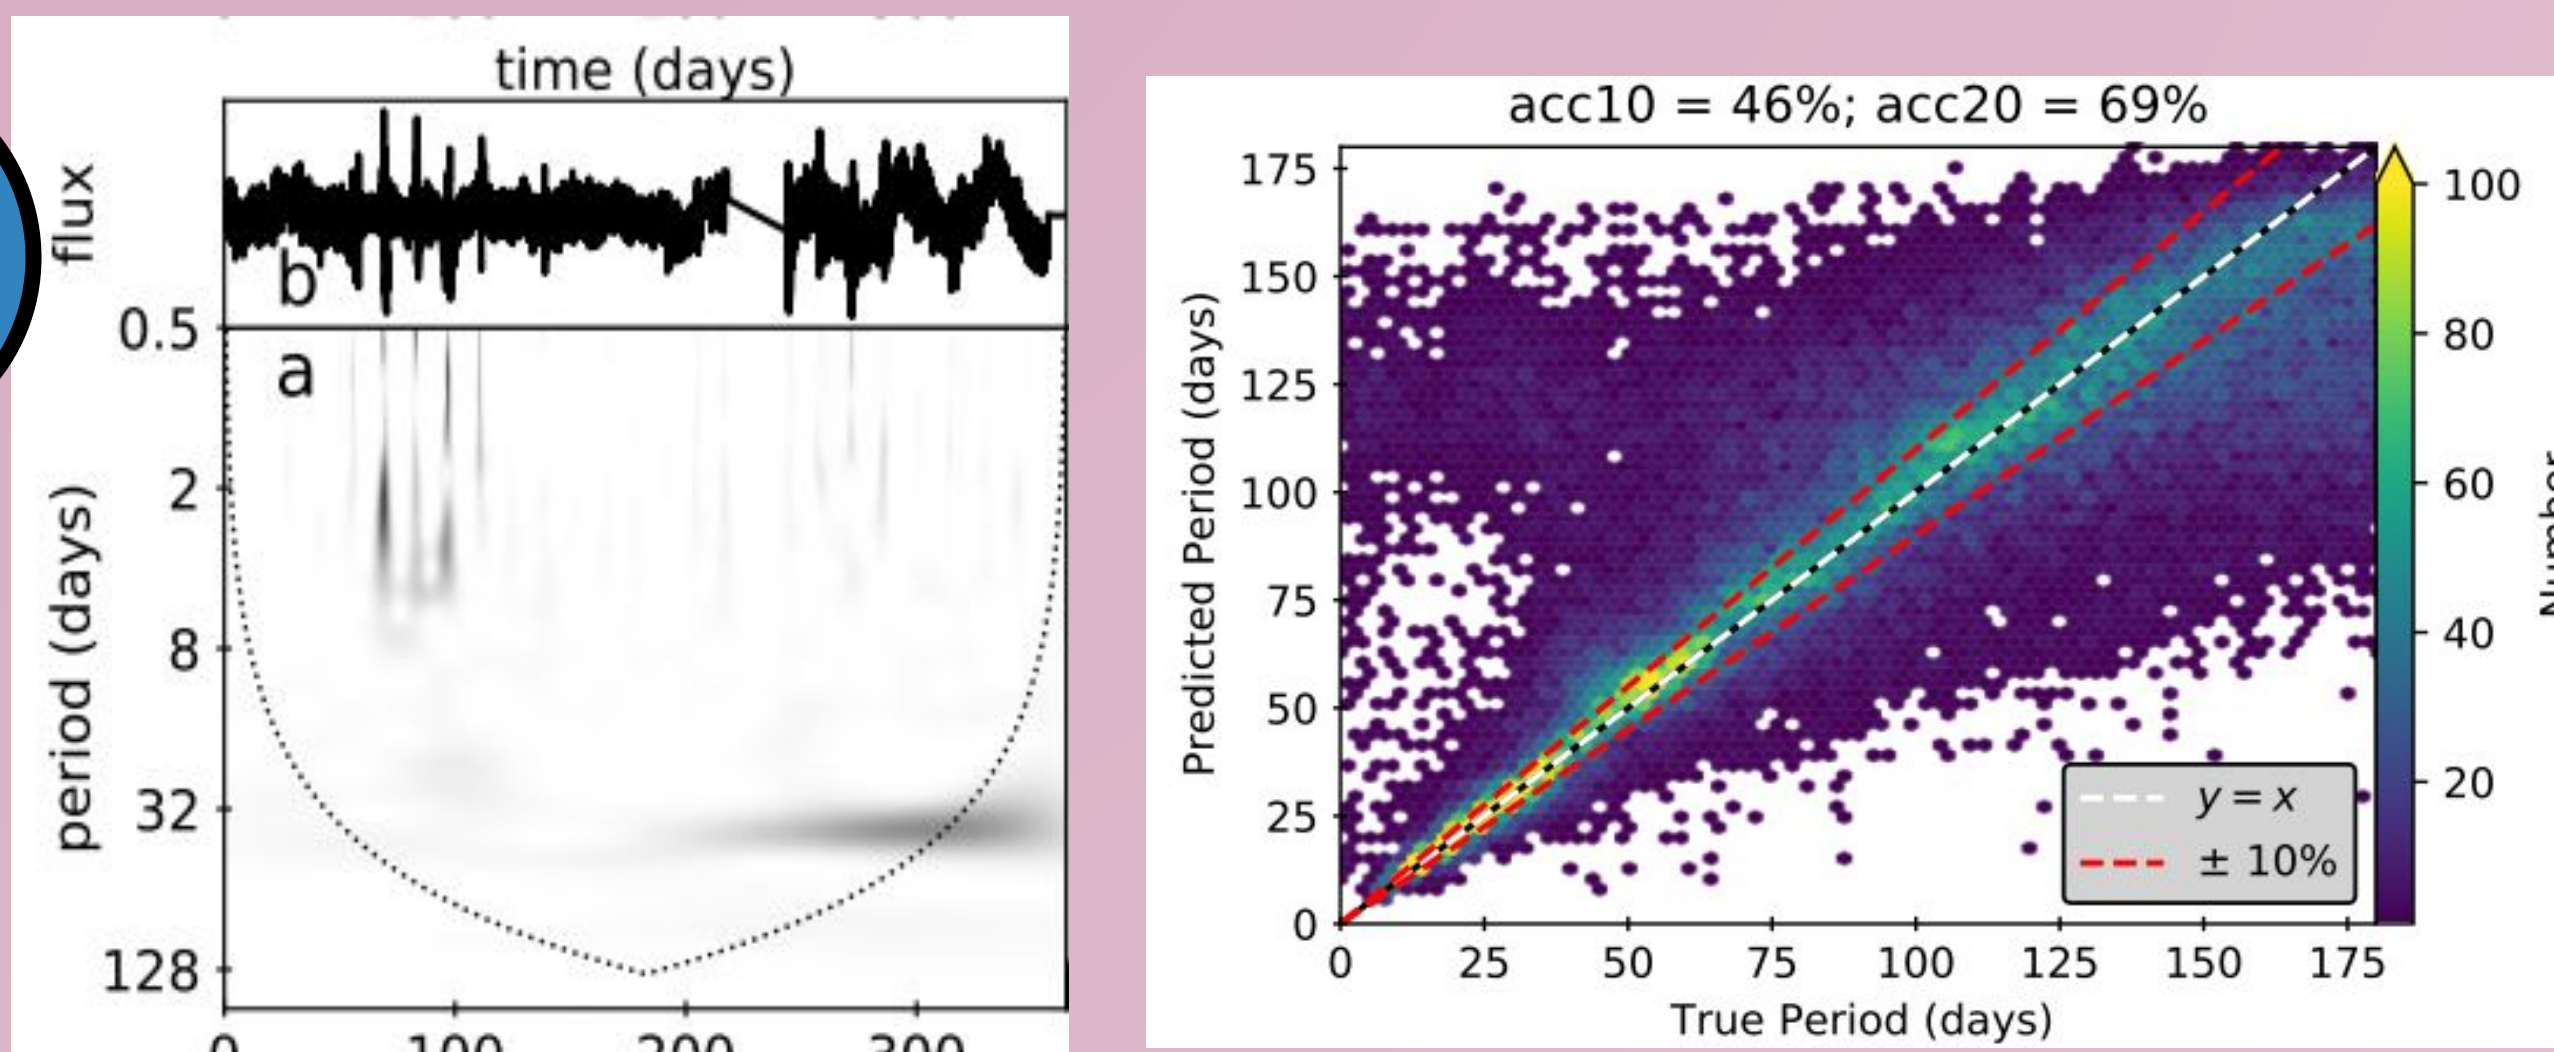 time (days)
flux
b
0.5
a
2
8
32
128
period (days)
0 100 200 300
acc10 = 46%; acc20 = 69%
175
150
125
100
75
50
25
0
Predicted Period (days)
0 25 50 75 100 125 150 175
True Period (days)
y = x
± 10%
100
80
60
40
20
Number